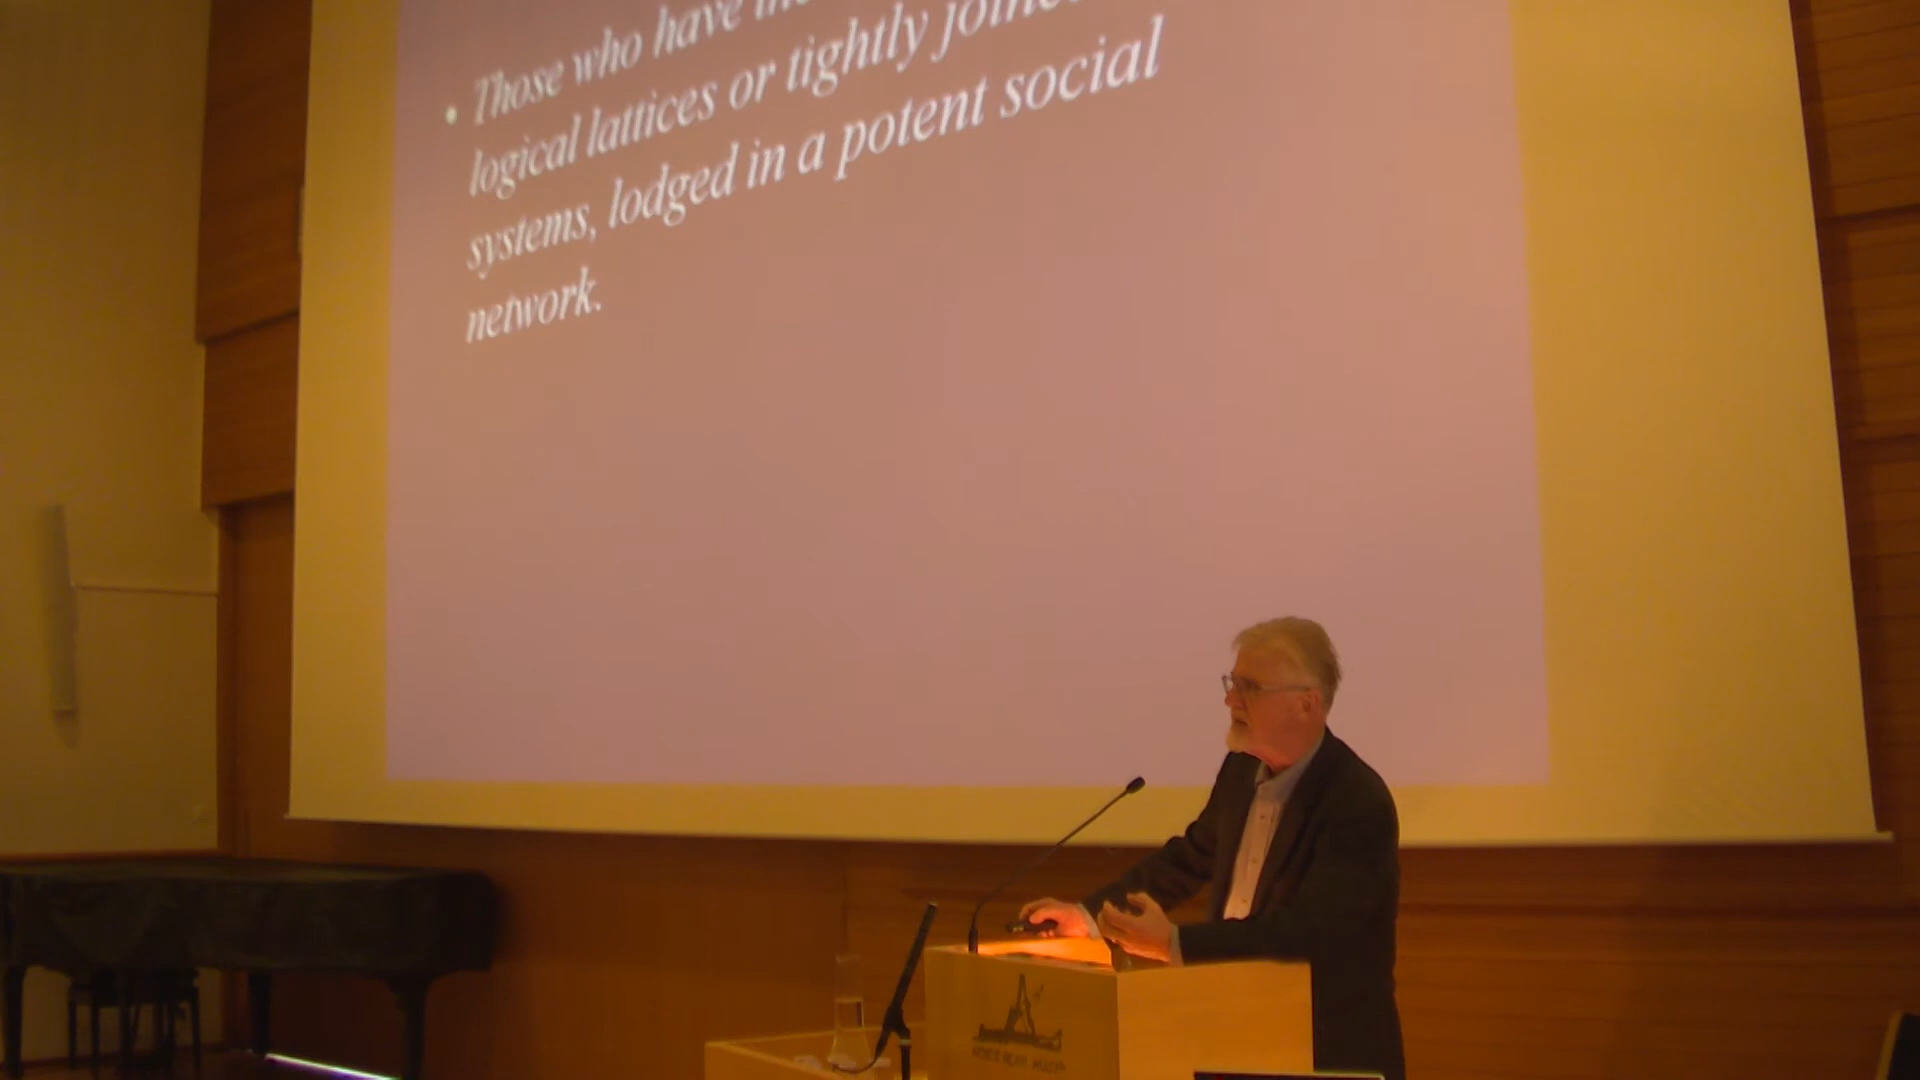 • Those who have
logical lattices or tightly
systems, lodged in a potent social
network.